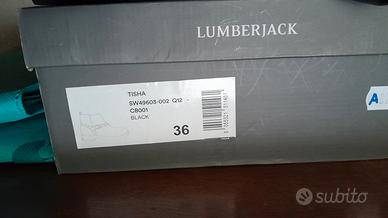 LUMBERJACK
TISHA
SW49603-002 Q12 -
CB001
BLACK
36
A
subito